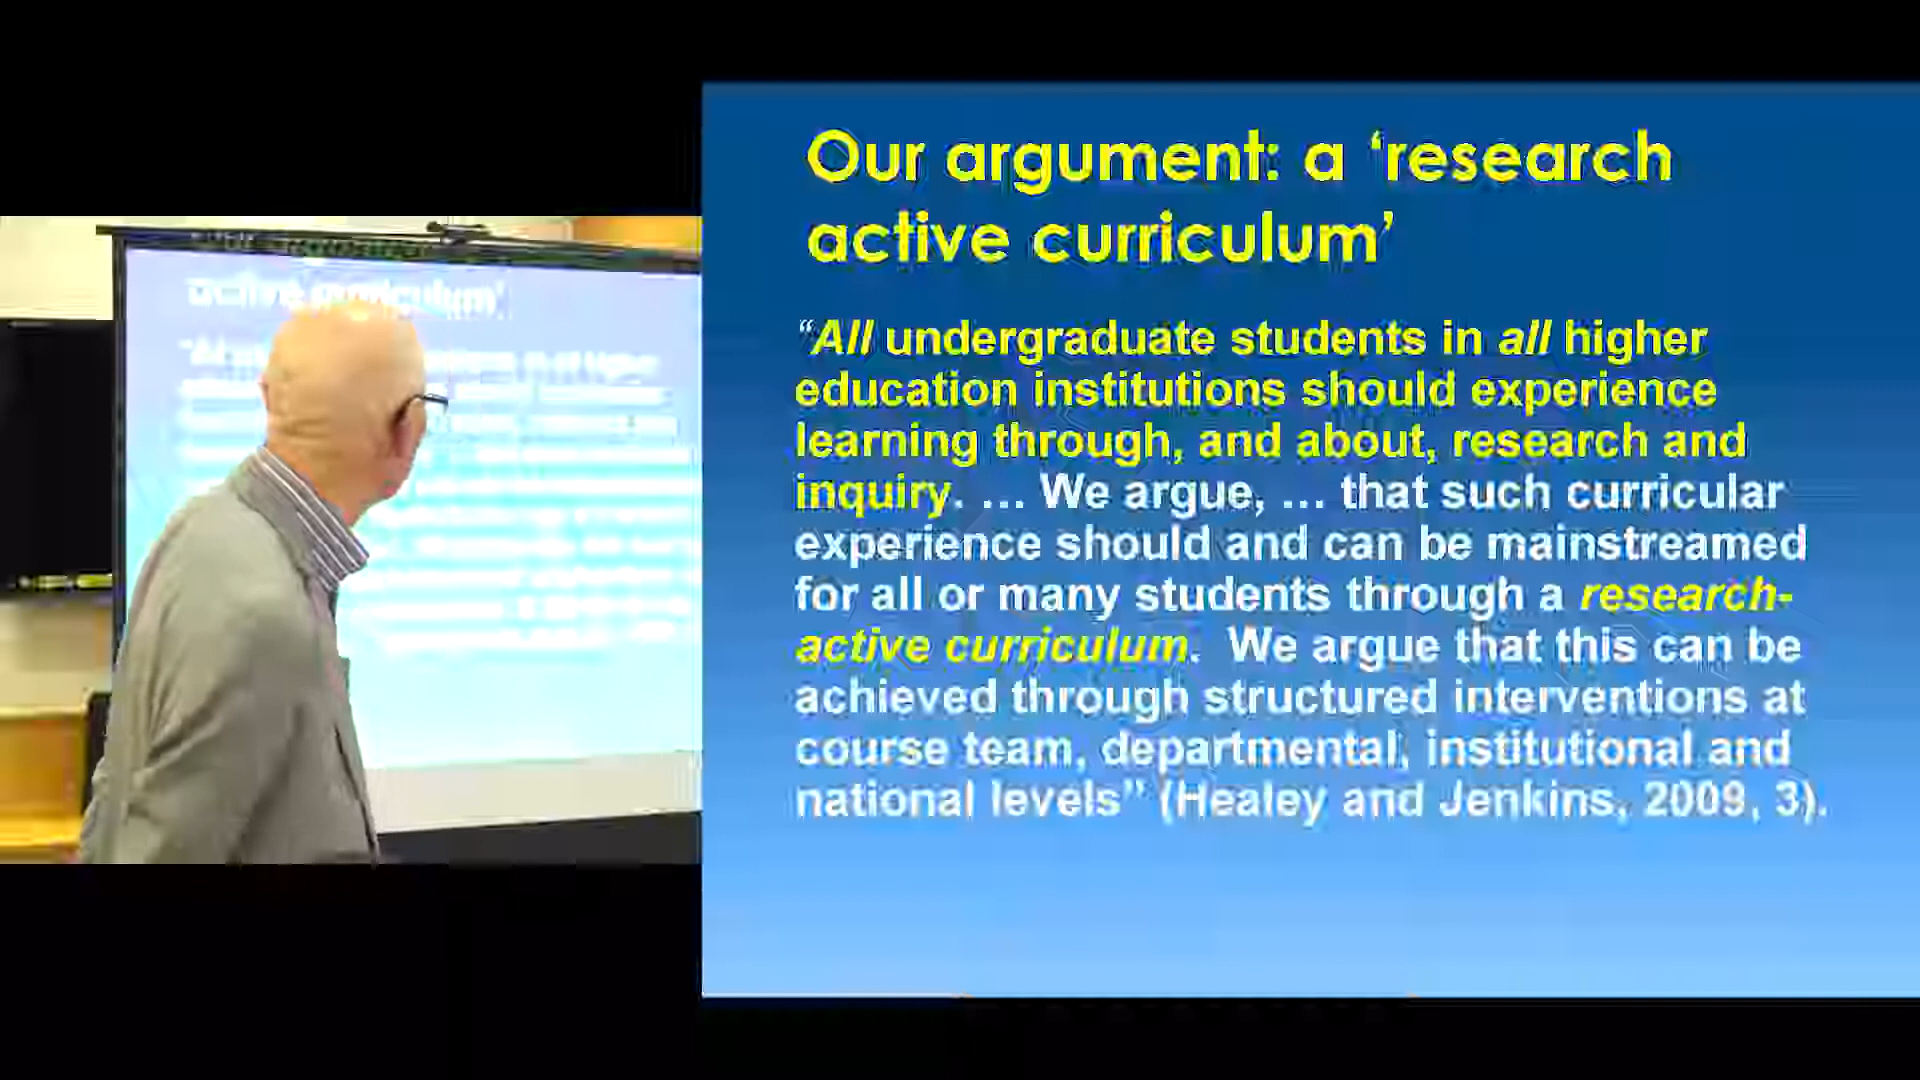 Our argument: a ‘research
active curriculum’
“All undergraduate students in all higher
education institutions should experience
learning through, and about, research and
inquiry. … We argue, … that such curricular
experience should and can be mainstreamed
for all or many students through a research-
active curriculum.  We argue that this can be
achieved through structured interventions at
course team, departmental, institutional and
national levels” (Healey and Jenkins, 2009, 3).
active curriculum'